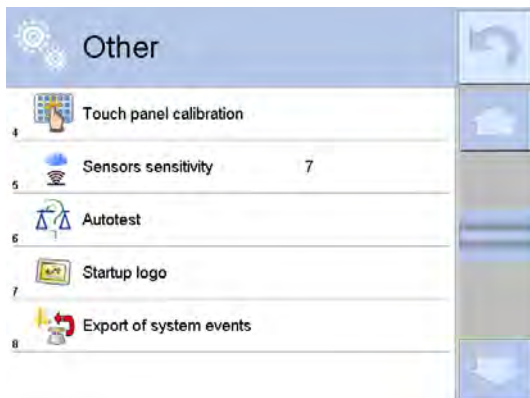 Other
4 Touch panel calibration
5 Sensors sensitivity 7
6 Autotest
7 Startup logo
8 Export of system events